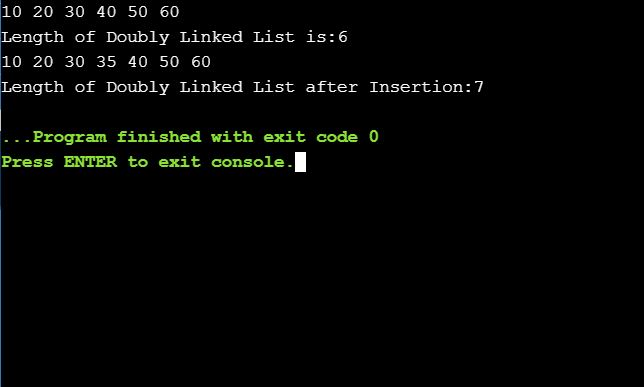 10 20 30 40 50 60
Length of Doubly Linked List is:6
10 20 30 35 40 50 60
Length of Doubly Linked List after Insertion:7
...Program finished with exit code 0
Press ENTER to exit console.